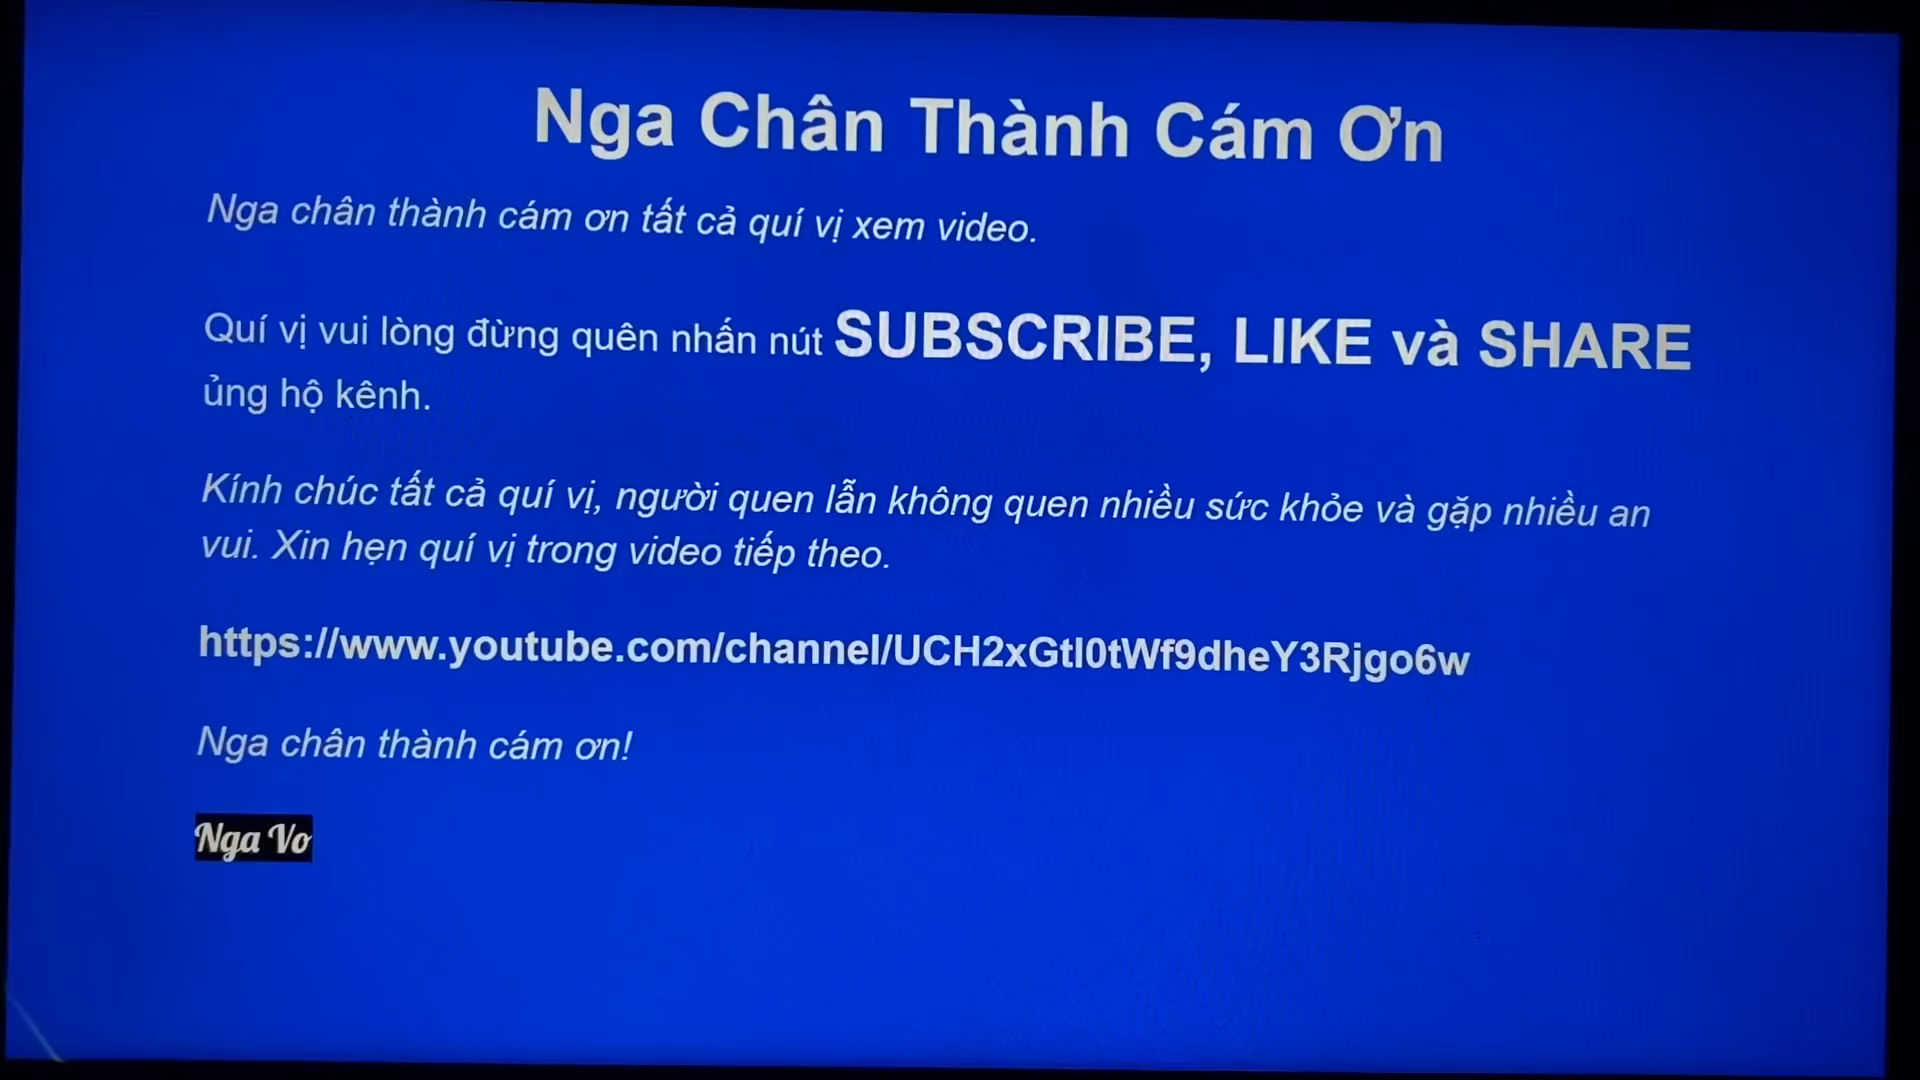 Nga Chân Thành Cám Ơn
Nga chân thành cám ơn tất cả quí vị xem video.
Quí vị vui lòng đừng quên nhấn nút SUBSCRIBE, LIKE và SHARE
ủng hộ kênh.
Kính chúc tất cả quí vị, người quen lẫn không quen nhiều sức khỏe và gặp nhiều an
vui. Xin hẹn quí vị trong video tiếp theo.
https://www.youtube.com/channel/UCH2xGtl0tWf9dheY3Rjgo6w
Nga chân thành cám ơn!
Nga Vo